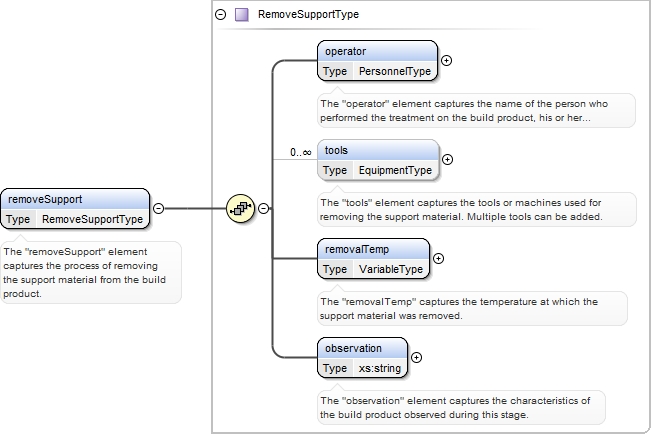 RemoveSupportType
operator
Type PersonnelType
The "operator" element captures the name of the person who
performed the treatment on the build product, his or her...
0..∞
tools
Type EquipmentType
The "tools" element captures the tools or machines used for
removing the support material. Multiple tools can be added.
removeSupport
Type RemoveSupportType
The "removeSupport" element
captures the process of removing
the support material from the build
product.
removalTemp
Type VariableType
The "removalTemp" captures the temperature at which the
support material was removed.
observation
Type xs:string
The "observation" element captures the characteristics of
the build product observed during this stage.